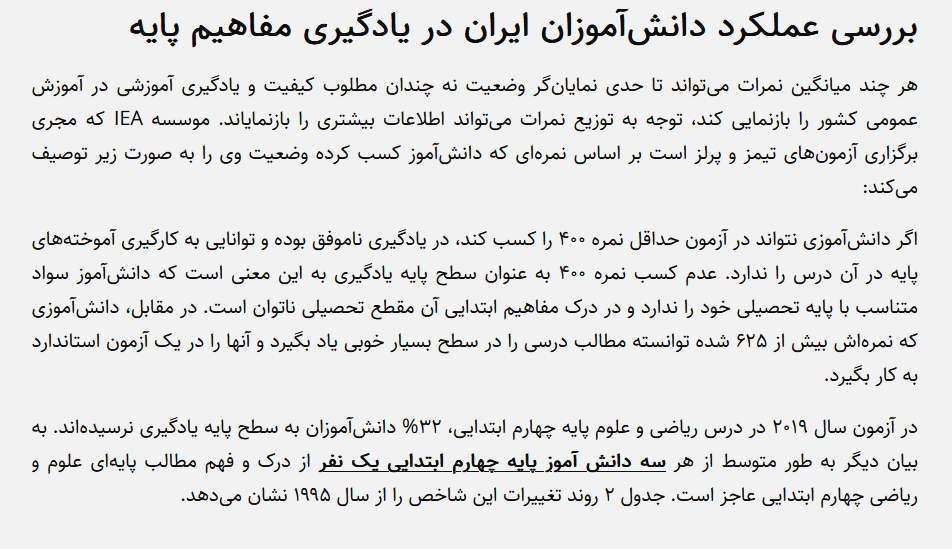 بررسی عملکرد دانش‌آموزان ایران در یادگیری مفاهیم پایه
هر چند میانگین نمرات می‌تواند تا حدی نمایان‌گر وضعیت نه چندان مطلوب کیفیت و یادگیری آموزشی در آموزش
عمومی کشور را بازنمایی کند، توجه به توزیع نمرات می‌تواند اطلاعات بیشتری را بازنمایاند. موسسه IEA که مجری
برگزاری آزمون‌های تیمز و پرلز است بر اساس نمره‌ای که دانش‌آموز کسب کرده وضعیت وی را به صورت زیر توصیف
می‌کند:
اگر دانش‌آموزی نتواند در آزمون حداقل نمره ۴۰۰ را کسب کند، در یادگیری ناموفق بوده و توانایی به کارگیری آموخته‌های
پایه در آن درس را ندارد. عدم کسب نمره ۴۰۰ به عنوان سطح پایه یادگیری به این معنی است که دانش‌آموز سواد
متناسب با پایه تحصیلی خود را ندارد و در درک مفاهیم ابتدایی آن مقطع تحصیلی ناتوان است. در مقابل، دانش‌آموزی
که نمره‌اش بیش از ۶۲۵ شده توانسته مطالب درسی را در سطح بسیار خوبی یاد بگیرد و آنها را در یک آزمون استاندارد
به کار بگیرد.
در آزمون سال ۲۰۱۹ در درس ریاضی و علوم پایه چهارم ابتدایی، ۳۲% دانش‌آموزان به سطح پایه یادگیری نرسیده‌اند. به
بیان دیگر به طور متوسط از هر سه دانش آموز پایه چهارم ابتدایی یک نفر از درک و فهم مطالب پایه‌ای علوم و
ریاضی چهارم ابتدایی عاجز است. جدول ۲ روند تغییرات این شاخص را از سال ۱۹۹۵ نشان می‌دهد.